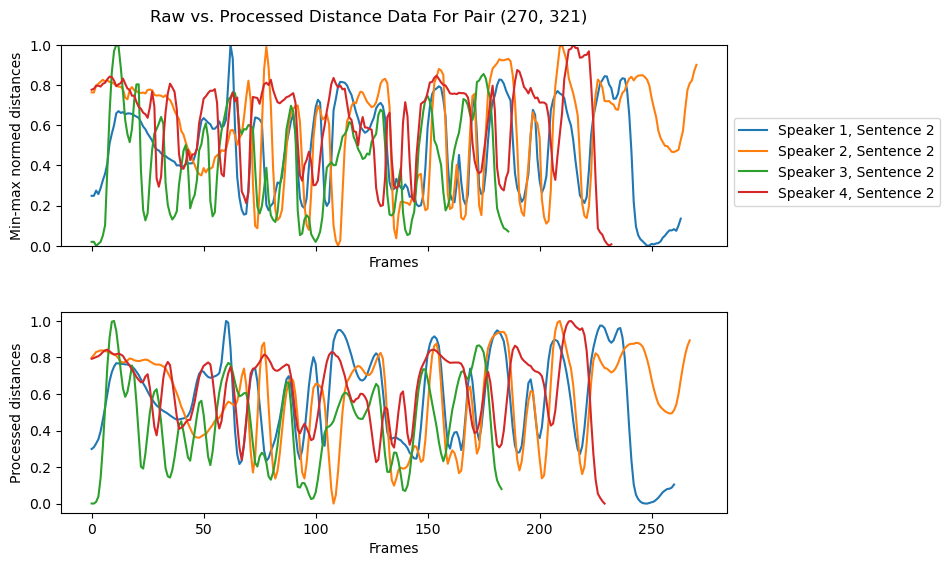 Raw vs. Processed Distance Data For Pair (270, 321)
Min-max normed distances
1.0
0.8
0.6
0.4
0.2
0.0
Frames
Speaker 1, Sentence 2
Speaker 2, Sentence 2
Speaker 3, Sentence 2
Speaker 4, Sentence 2
Processed distances
1.0
0.8
0.6
0.4
0.2
0.0
0 50 100 150 200 250
Frames